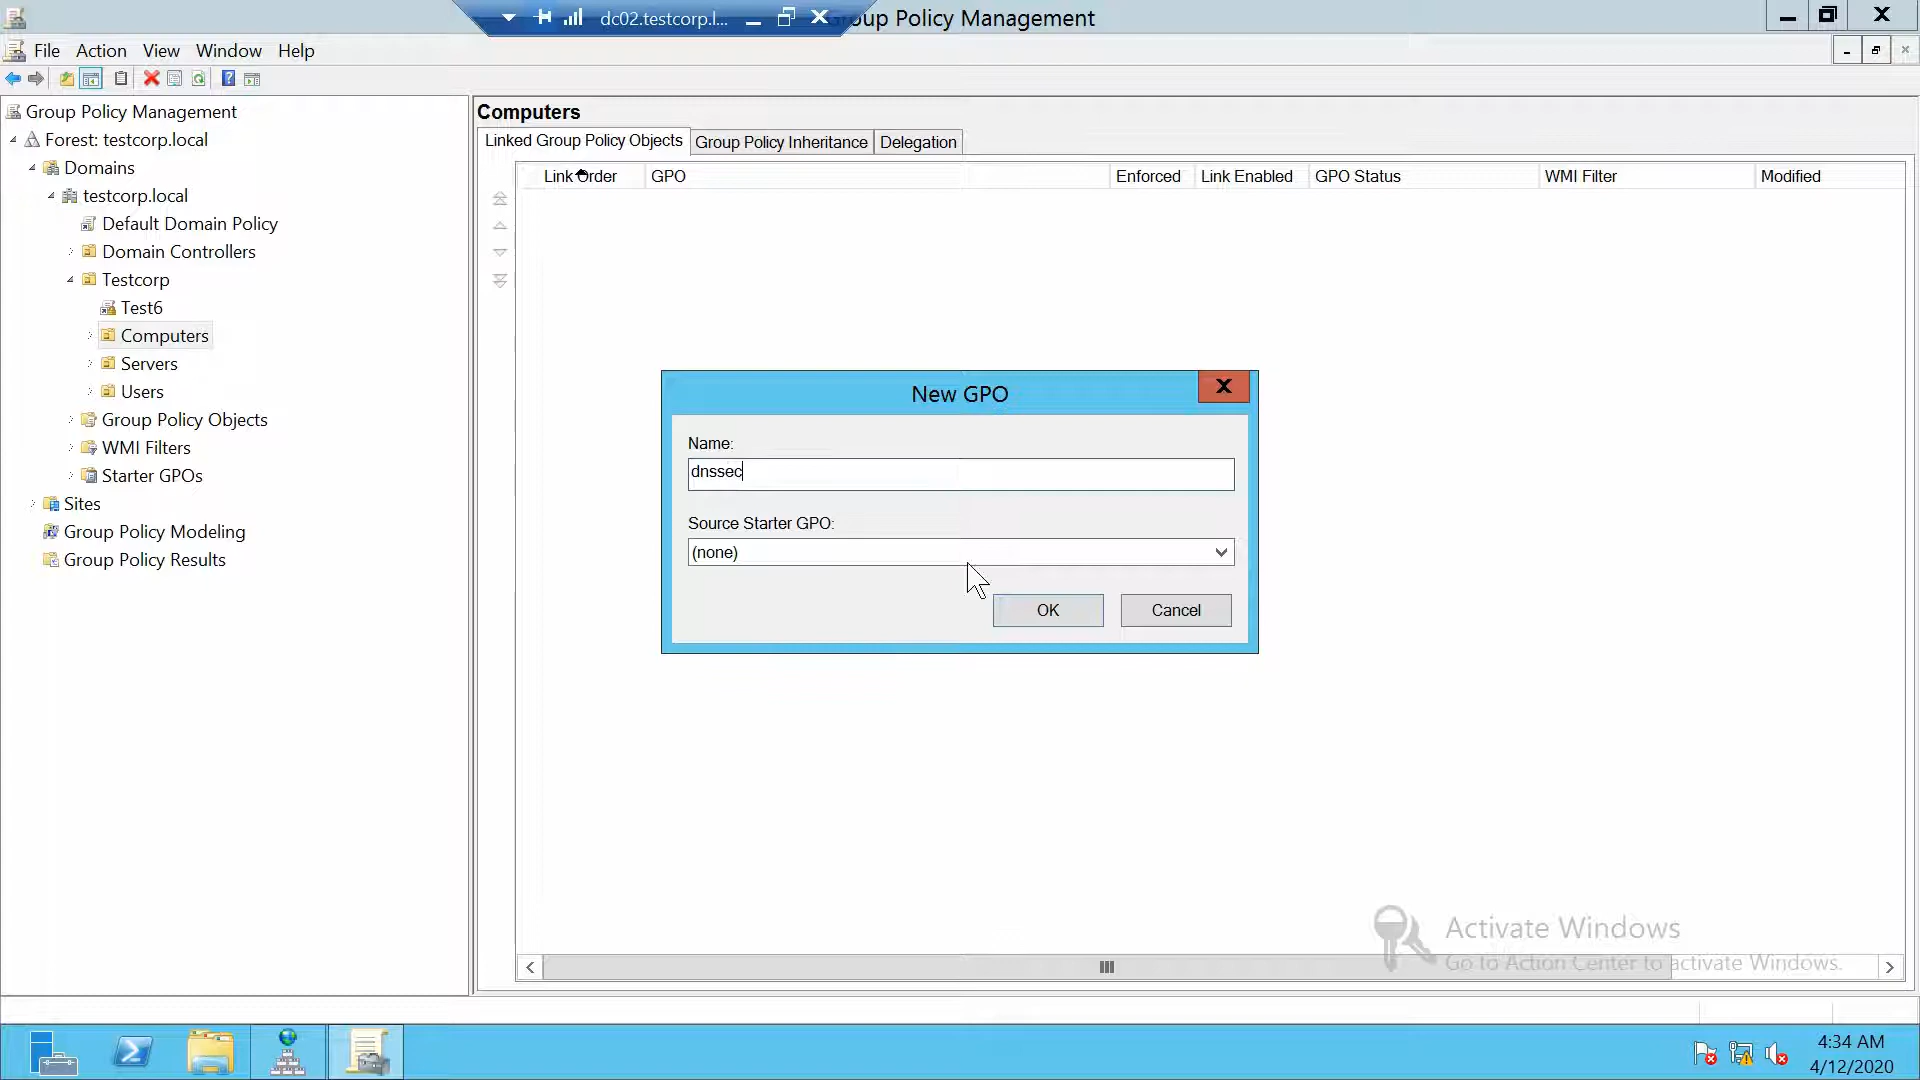 dc02.testcorp.l...
oup Policy Management
File Action View Window Help
Group Policy Management
Forest: testcorp.local
Domains
testcorp.local
Default Domain Policy
Domain Controllers
Testcorp
Test6
Computers
Servers
Users
Group Policy Objects
WMI Filters
Starter GPOs
Sites
Group Policy Modeling
Group Policy Results
Computers
Linked Group Policy Objects Group Policy Inheritance Delegation
Link Order GPO Enforced Link Enabled GPO Status WMI Filter Modified
New GPO
Name:
dnssec
Source Starter GPO:
(none)
OK Cancel
Activate Windows
Go to Action Center to activate Windows.
4:34 AM
4/12/2020